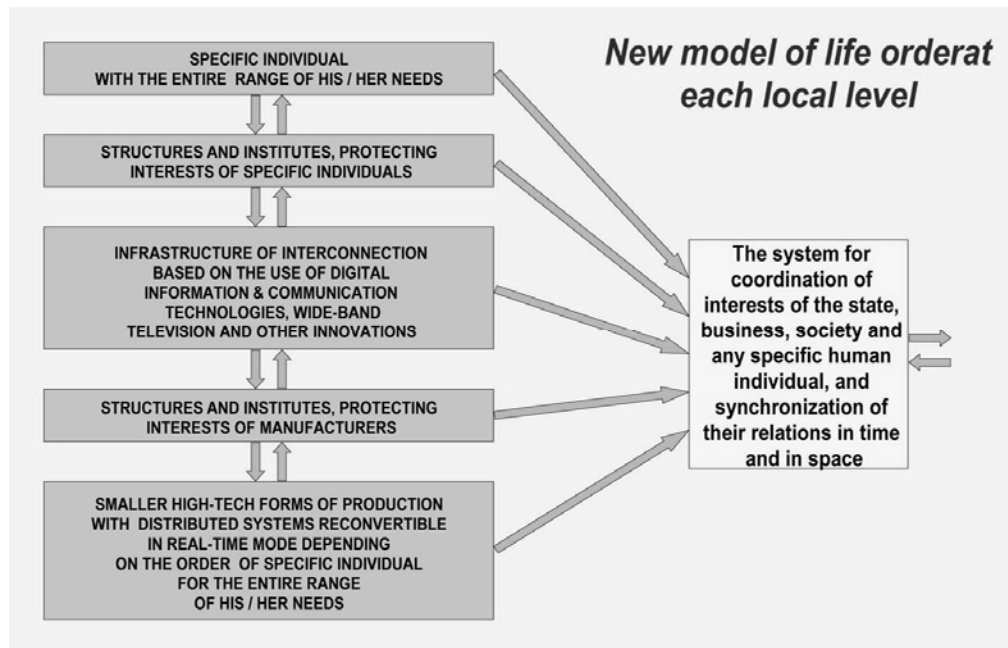 New model of life orderat
each local level
SPECIFIC INDIVIDUAL
WITH THE ENTIRE RANGE OF HIS / HER NEEDS
STRUCTURES AND INSTITUTES, PROTECTING
INTERESTS OF SPECIFIC INDIVIDUALS
INFRASTRUCTURE OF INTERCONNECTION
BASED ON THE USE OF DIGITAL
INFORMATION & COMMUNICATION
TECHNOLOGIES, WIDE-BAND
TELEVISION AND OTHER INNOVATIONS
STRUCTURES AND INSTITUTES, PROTECTING
INTERESTS OF MANUFACTURERS
SMALLER HIGH-TECH FORMS OF PRODUCTION
WITH DISTRIBUTED SYSTEMS RECONVERTIBLE
IN REAL-TIME MODE DEPENDING
ON THE ORDER OF SPECIFIC INDIVIDUAL
FOR THE ENTIRE RANGE
OF HIS / HER NEEDS
The system for
coordination of
interests of the state,
business, society and
any specific human
individual, and
synchronization of
their relations in time
and in space